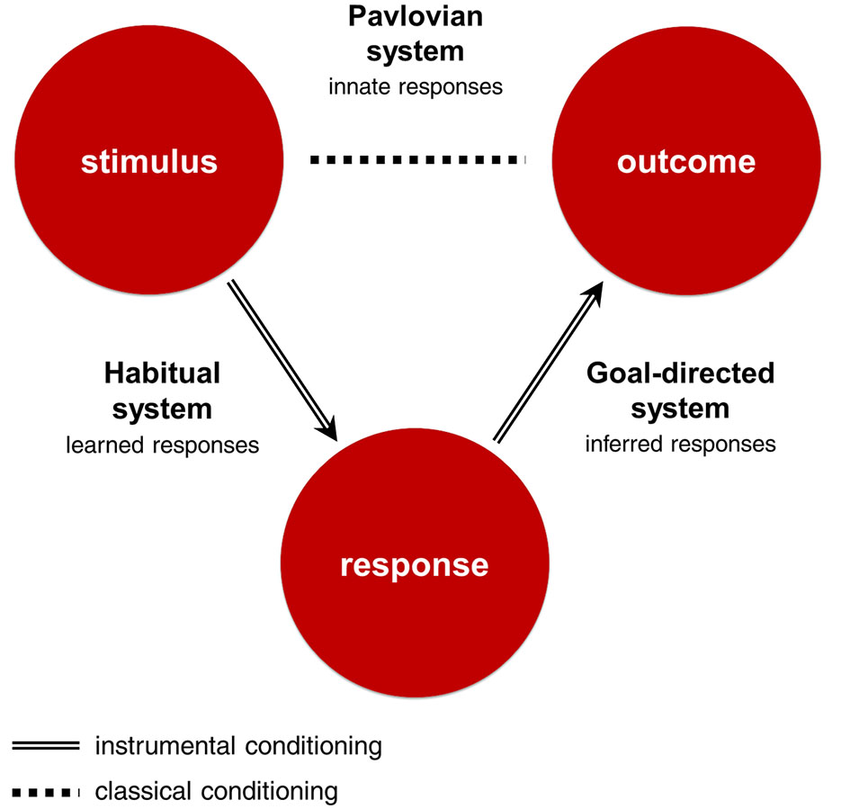 Pavlovian
system
innate responses
stimulus
outcome
Habitual
system
learned responses
Goal-directed
system
inferred responses
response
instrumental conditioning
classical conditioning